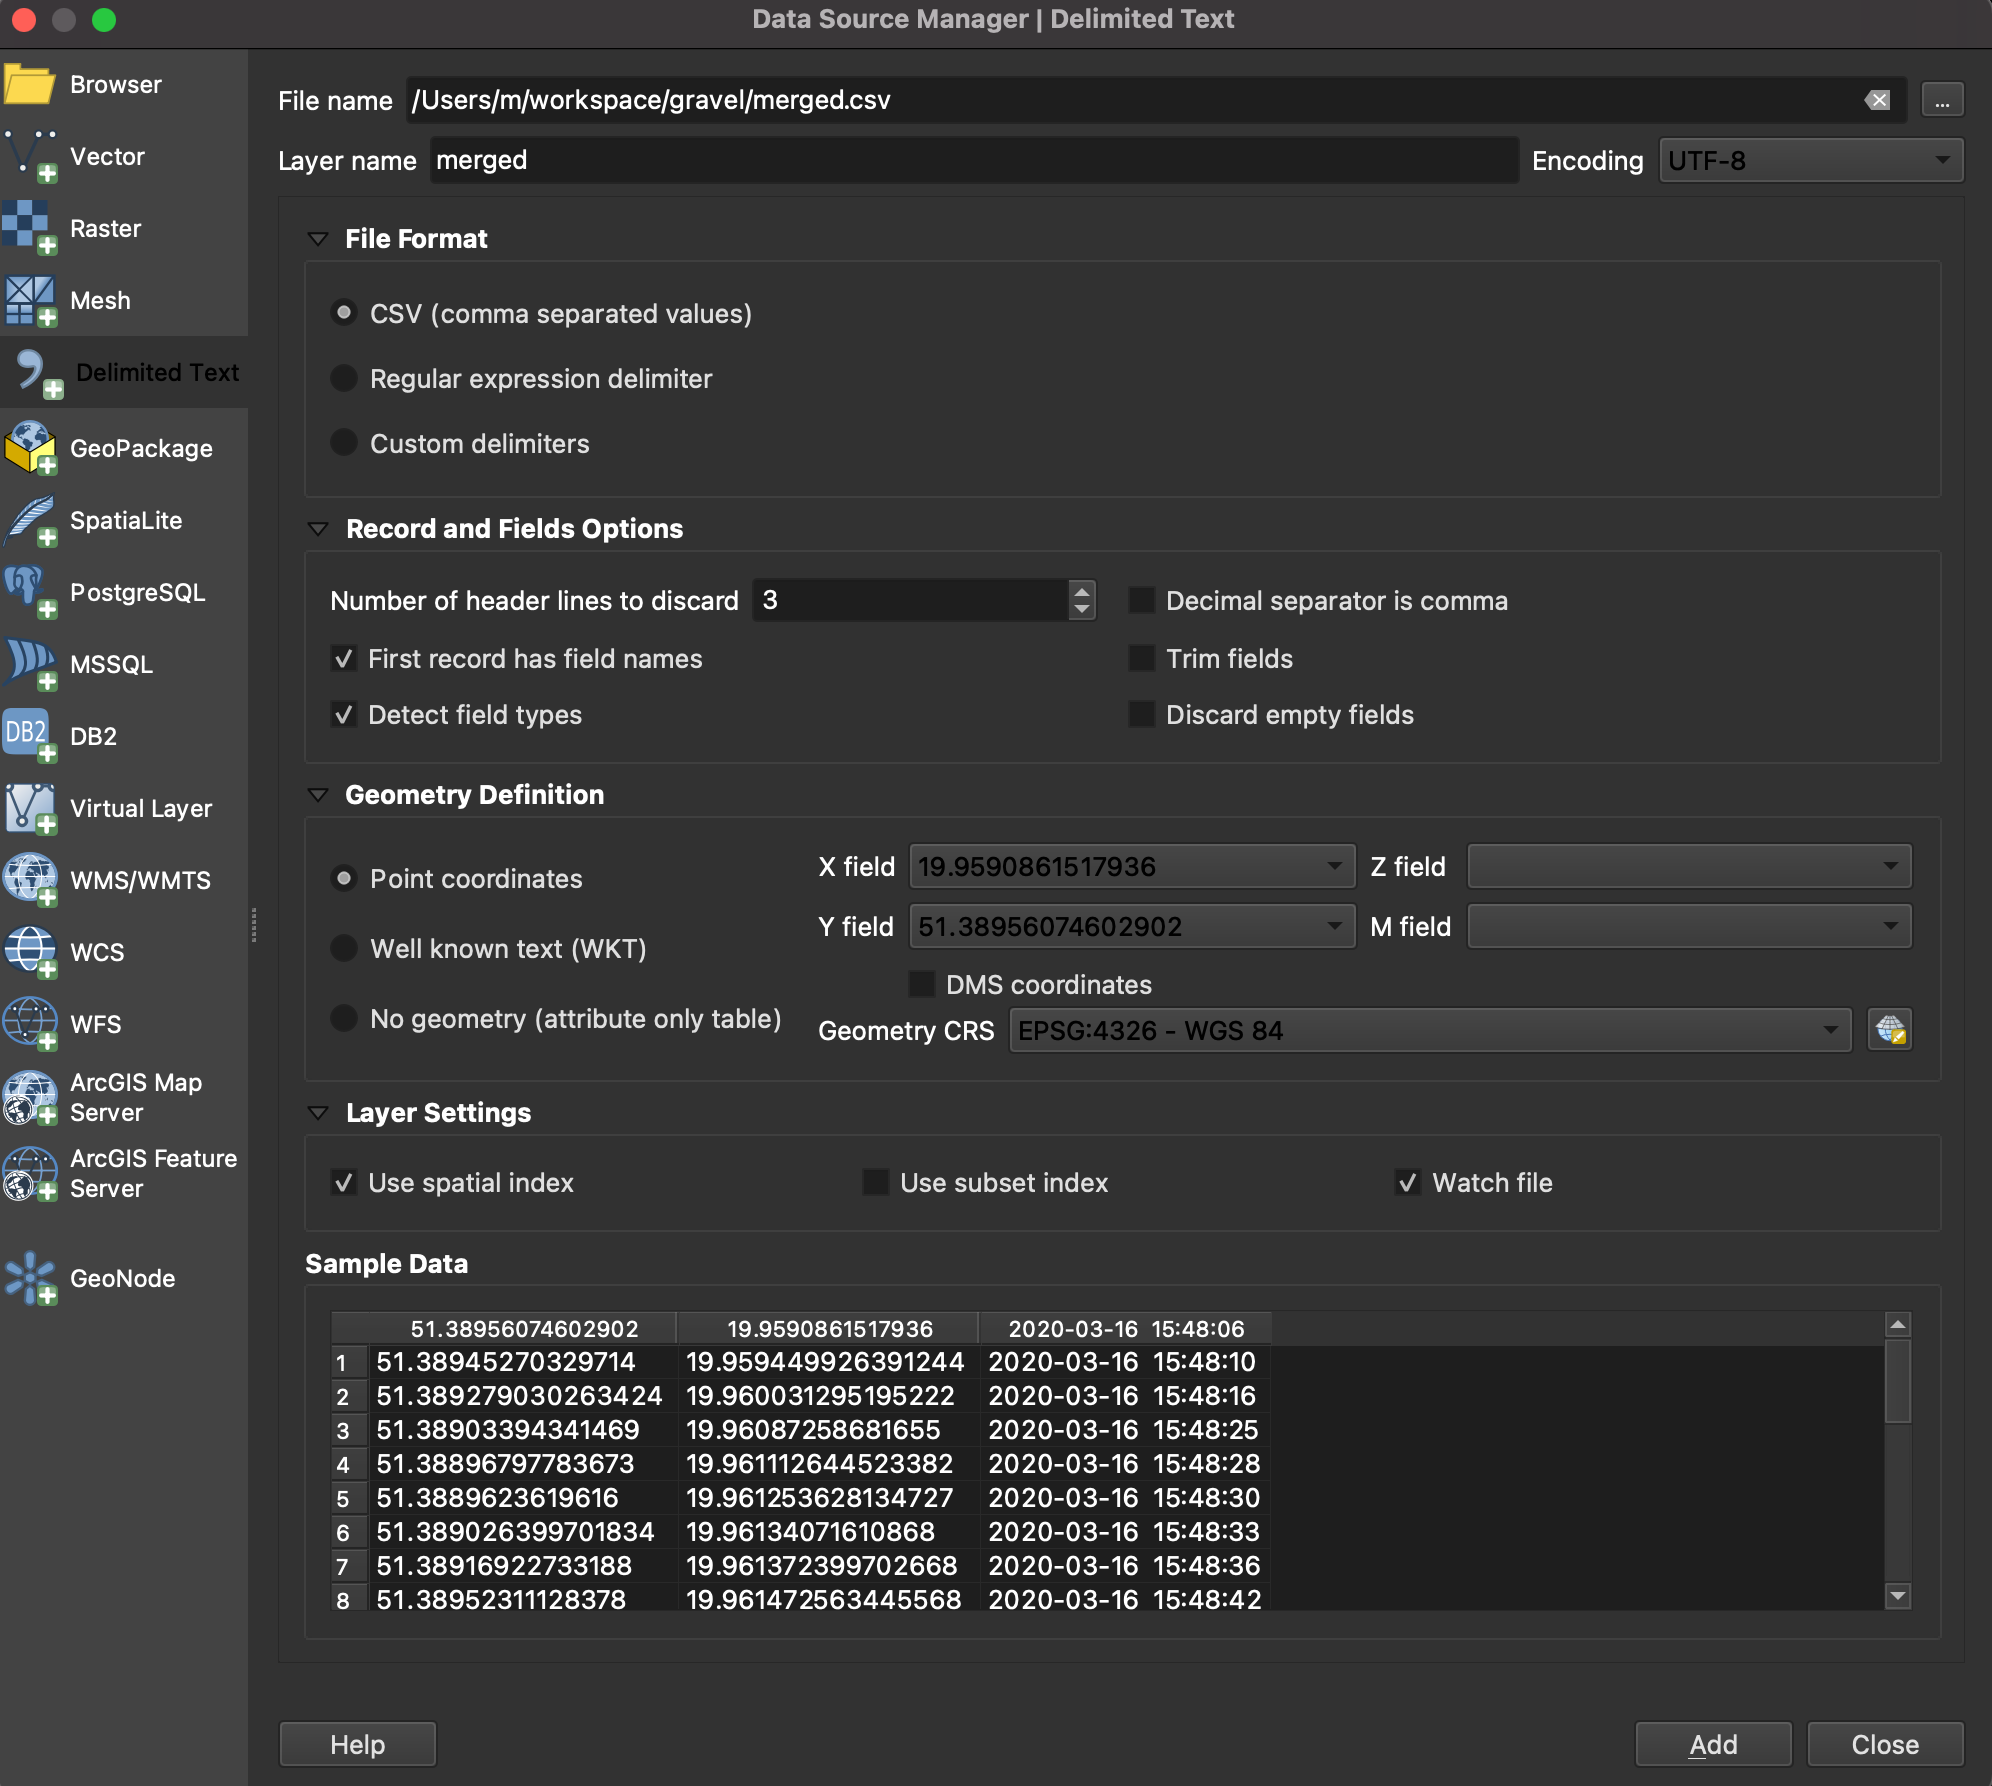 Data Source Manager | Delimited Text
Browser
Vector
Raster
Mesh
Delimited Text
GeoPackage
SpatiaLite
PostgreSQL
MSSQL
DB2
DB2
Virtual Layer
WMS/WMTS
WCS
WFS
ArcGIS Map
Server
ArcGIS Feature
Server
GeoNode
File name /Users/m/workspace/gravel/merged.csv ...
Layer name merged Encoding UTF-8
File Format
CSV (comma separated values)
Regular expression delimiter
Custom delimiters
Record and Fields Options
Number of header lines to discard 3 Decimal separator is comma
First record has field names Trim fields
Detect field types Discard empty fields
Geometry Definition
Point coordinates
Well known text (WKT)
No geometry (attribute only table)
X field 19.9590861517936 Z field
Y field 51.38956074602902 M field
DMS coordinates
Geometry CRS EPSG:4326 - WGS 84
Layer Settings
Use spatial index Use subset index Watch file
Sample Data
51.38956074602902 19.9590861517936 2020-03-16 15:48:06
1 51.38945270329714 19.959449926391244 2020-03-16 15:48:10
2 51.389279030263424 19.960031295195222 2020-03-16 15:48:16
3 51.38903394341469 19.96087258681655 2020-03-16 15:48:25
4 51.38896797783673 19.961112644523382 2020-03-16 15:48:28
5 51.3889623619616 19.961253628134727 2020-03-16 15:48:30
6 51.389026399701834 19.96134071610868 2020-03-16 15:48:33
7 51.38916922733188 19.961372399702668 2020-03-16 15:48:36
8 51.38952311128378 19.961472563445568 2020-03-16 15:48:42
Help Add Close